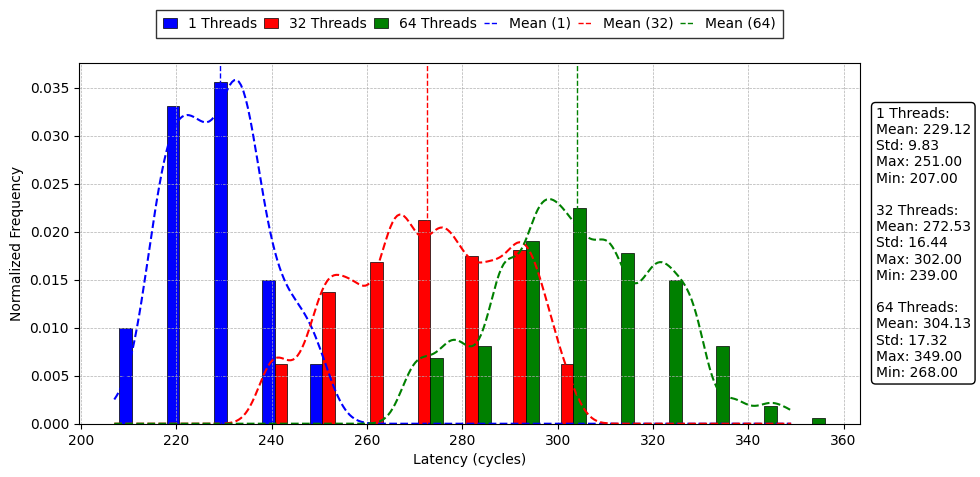 1 Threads 32 Threads 64 Threads Mean (1) Mean (32) Mean (64)
0.035
0.030
0.025
0.020
0.015
0.010
0.005
0.000
Normalized Frequency
200 220 240 260 280 300 320 340 360
Latency (cycles)
1 Threads:
Mean: 229.12
Std: 9.83
Max: 251.00
Min: 207.00
32 Threads:
Mean: 272.53
Std: 16.44
Max: 302.00
Min: 239.00
64 Threads:
Mean: 304.13
Std: 17.32
Max: 349.00
Min: 268.00